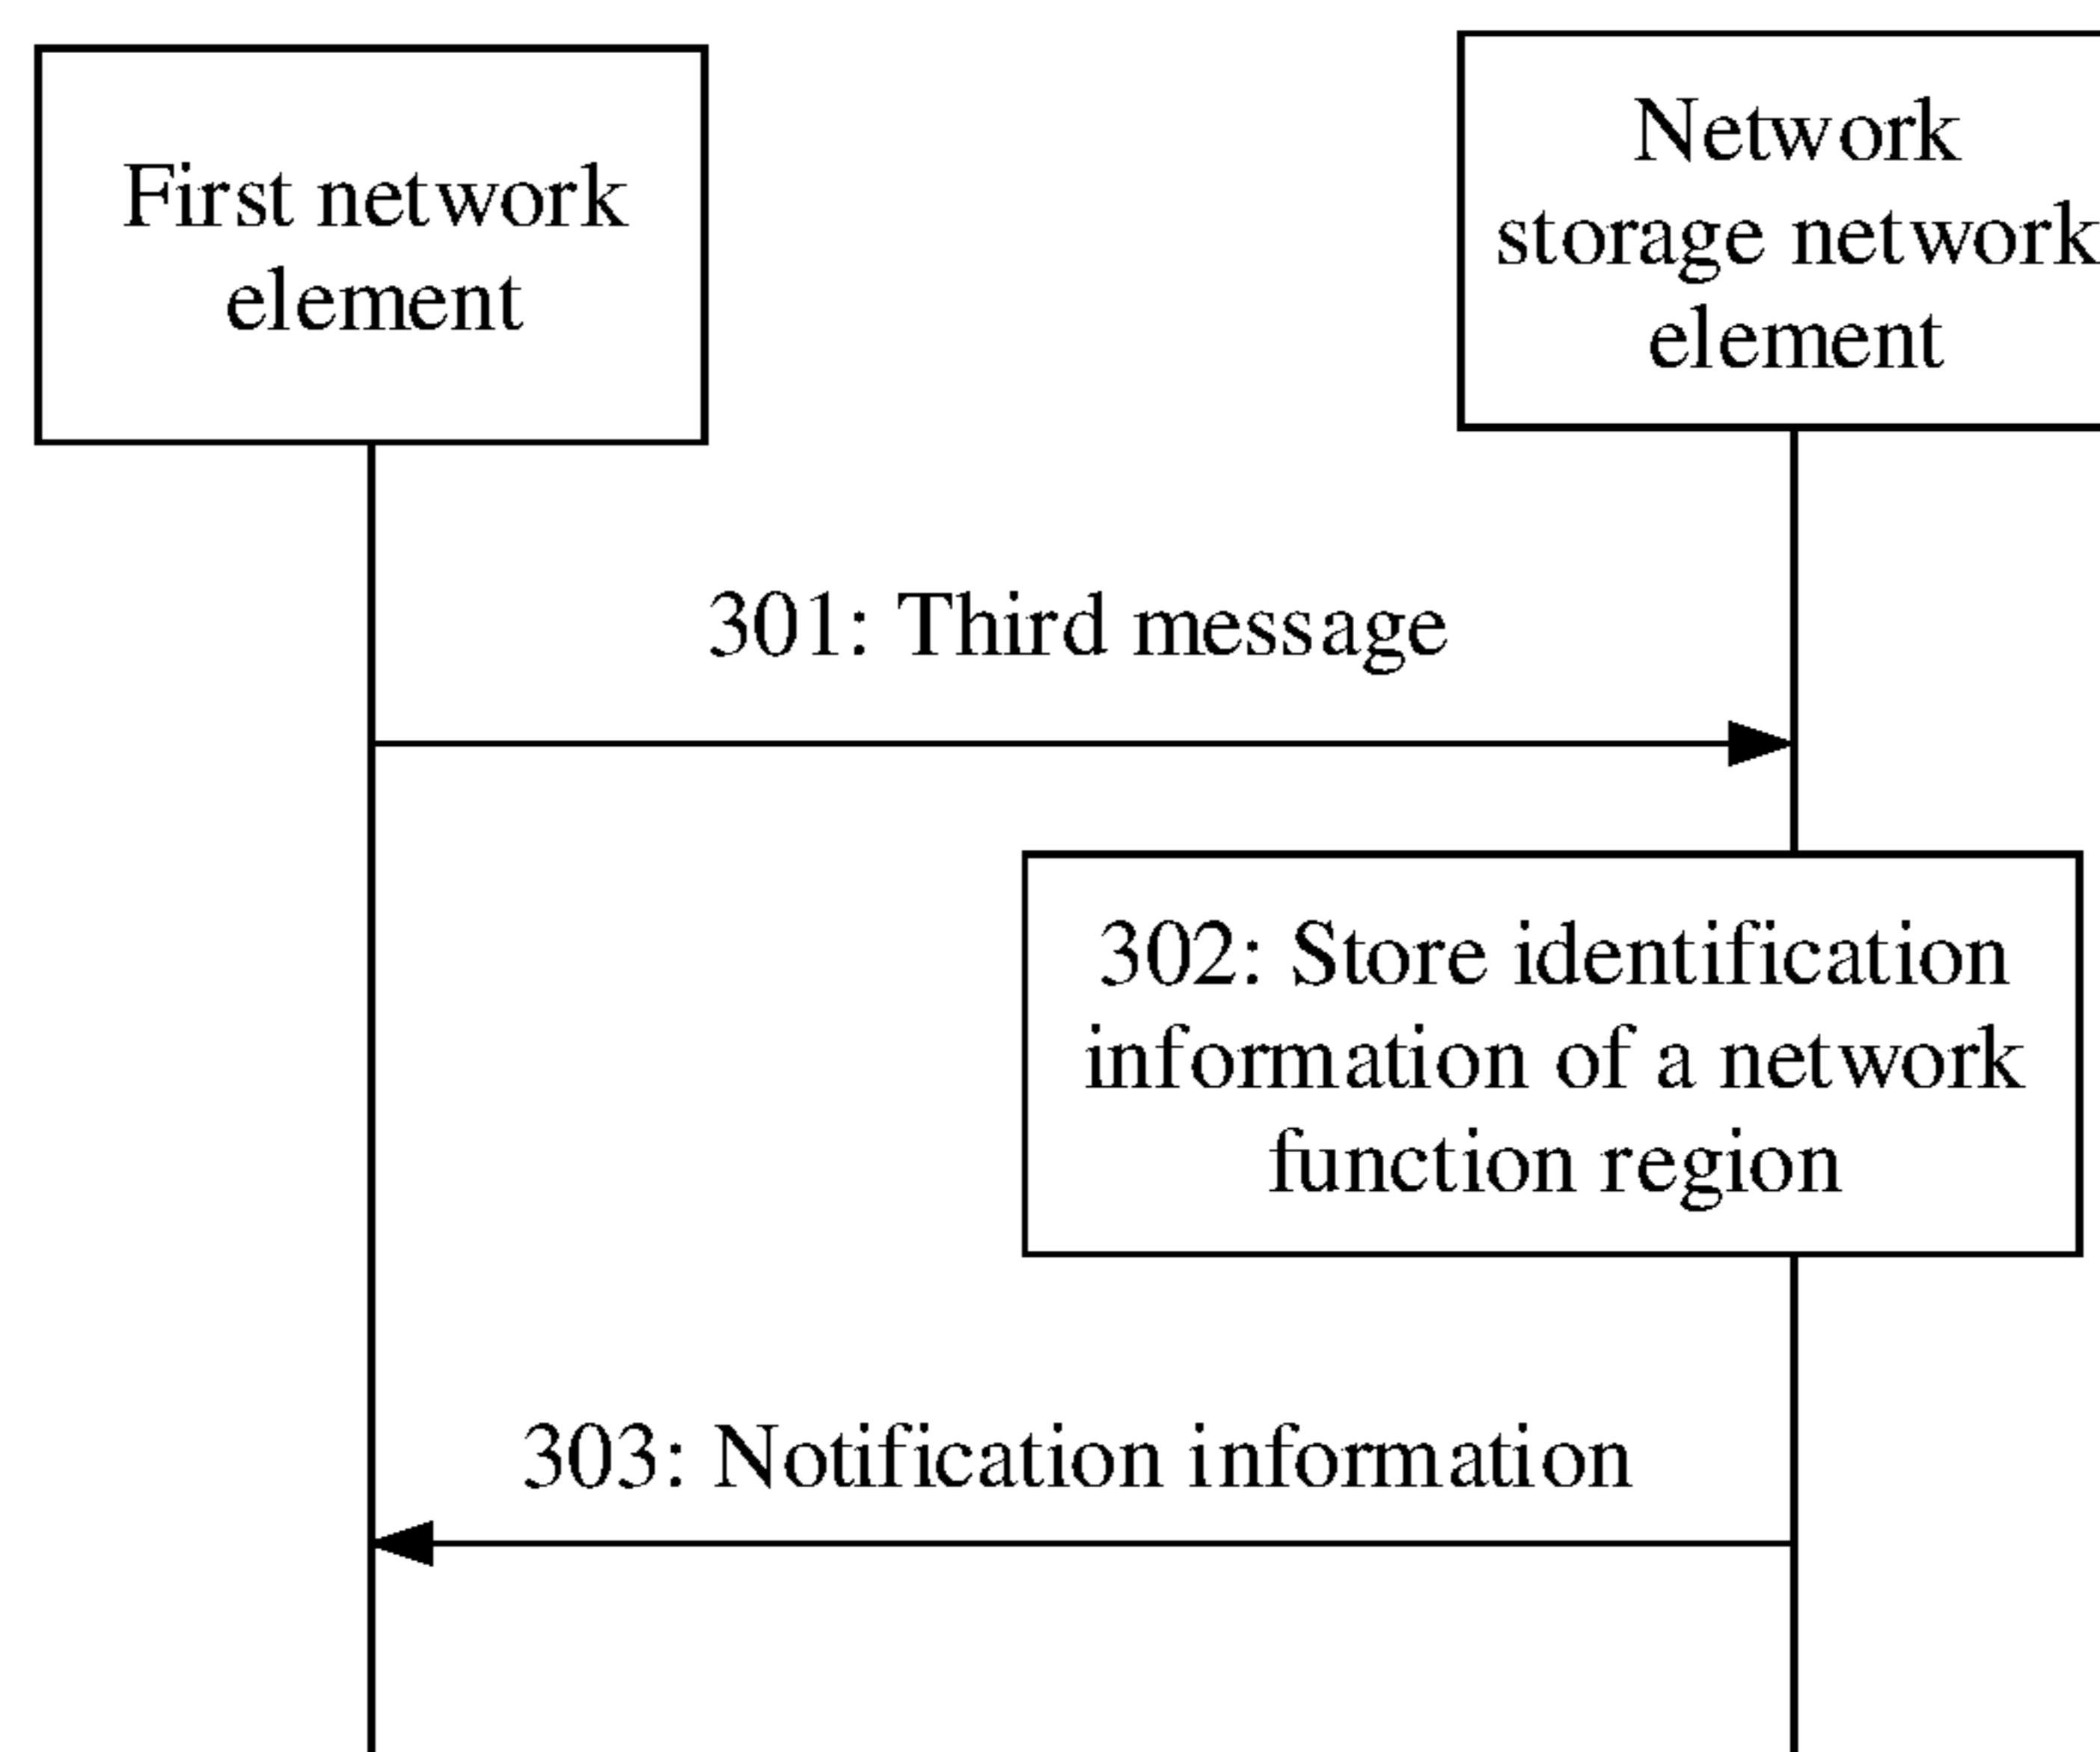 First network
element
Network
storage network
element
301: Third message
302: Store identification
information of a network
function region
303: Notification information